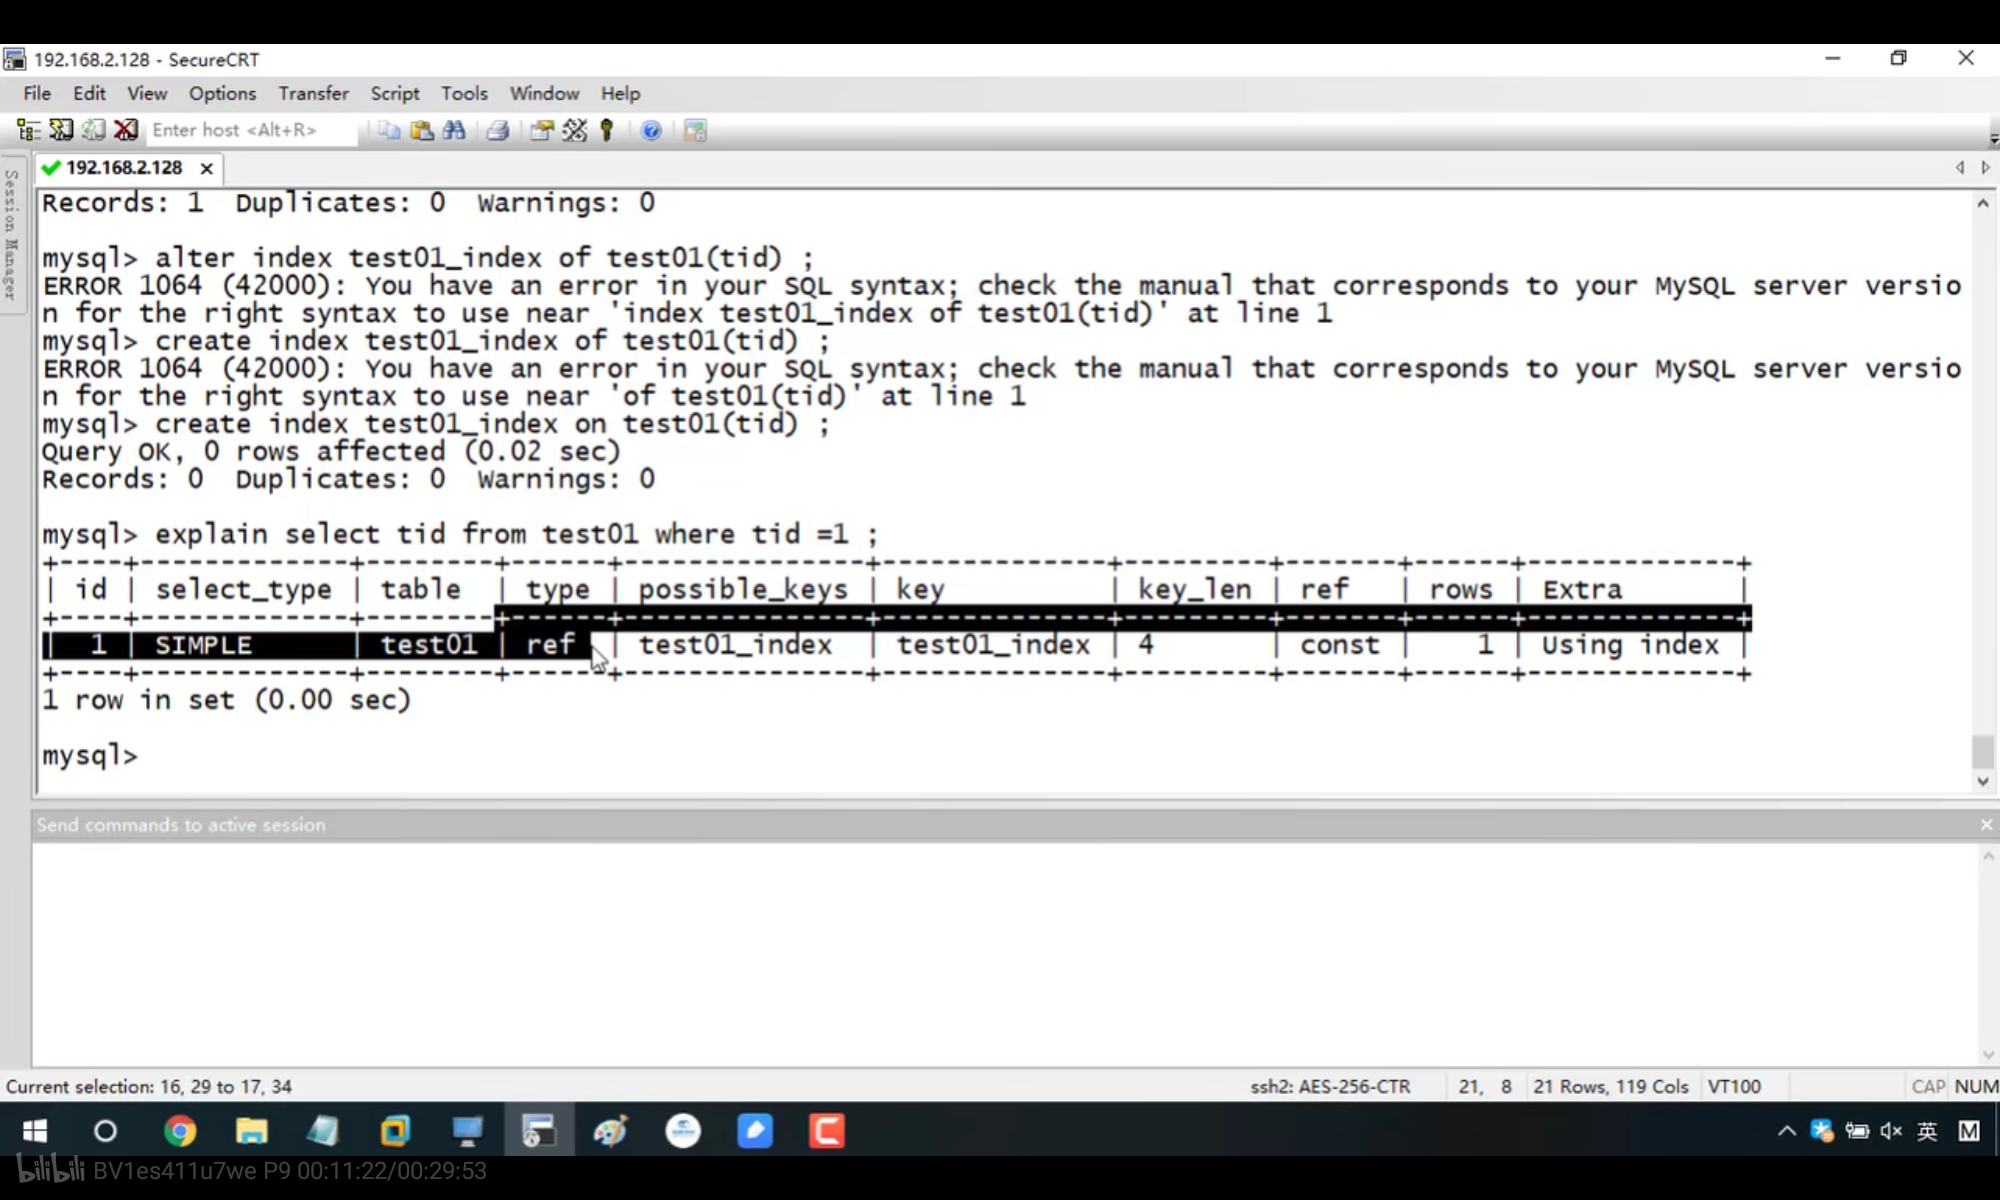 192.168.2.128 - SecureCRT
File Edit View Options Transfer Script Tools Window Help
Enter host <Alt+R>
192.168.2.128
Session Manager
Records: 1  Duplicates: 0  Warnings: 0
mysql> alter index test01_index of test01(tid) ;
ERROR 1064 (42000): You have an error in your SQL syntax; check the manual that corresponds to your MySQL server versio
n for the right syntax to use near 'index test01_index of test01(tid)' at line 1
mysql> create index test01_index of test01(tid) ;
ERROR 1064 (42000): You have an error in your SQL syntax; check the manual that corresponds to your MySQL server versio
n for the right syntax to use near 'of test01(tid)' at line 1
mysql> create index test01_index on test01(tid) ;
Query OK, 0 rows affected (0.02 sec)
Records: 0  Duplicates: 0  Warnings: 0
mysql> explain select tid from test01 where tid =1 ;
+----+-------------+--------+------+---------------+--------------+---------+-------+------+-------------+
| id | select_type | table  | type | possible_keys | key          | key_len | ref   | rows | Extra       |
+----+-------------+--------+------+---------------+--------------+---------+-------+------+-------------+
|  1 | SIMPLE      | test01 | ref  | test01_index  | test01_index | 4       | const |    1 | Using index |
+----+-------------+--------+------+---------------+--------------+---------+-------+------+-------------+
1 row in set (0.00 sec)
mysql>
Send commands to active session
Current selection: 16, 29 to 17, 34
ssh2: AES-256-CTR
21, 8
21 Rows, 119 Cols
VT100
CAP NUM
英
M
bilibili BV1es411u7we P9 00:11:22/00:29:53